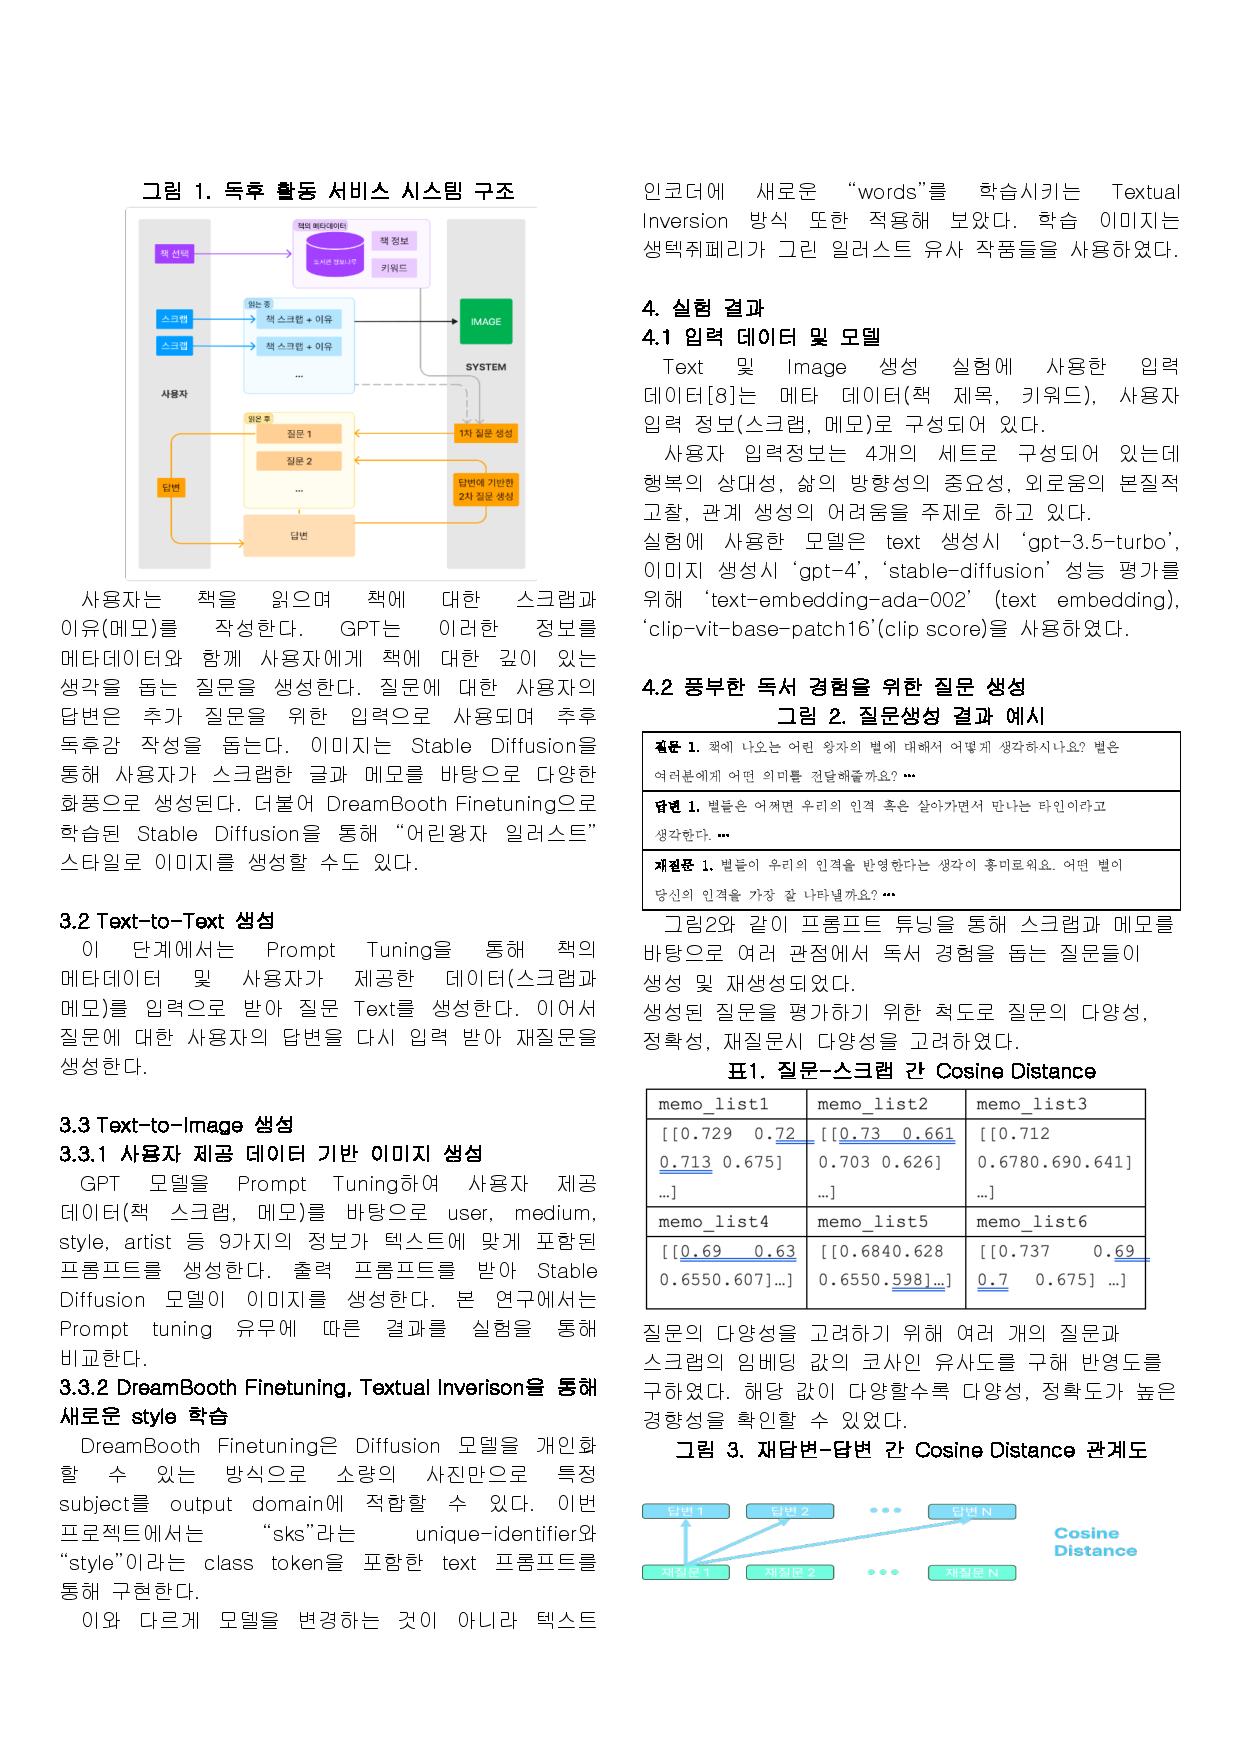 그림 1. 독후 활동 서비스 시스템 구조
책의 메타데이터
책 선택
도서관 정보나루
책 정보
키워드
읽는 중
스크랩
책 스크랩 + 이유
IMAGE
스크랩
책 스크랩 + 이유
...
SYSTEM
사용자
읽은 후
질문 1
1차 질문 생성
질문 2
답변
...
답변에 기반한
2차 질문 생성
답변
사용자는 책을 읽으며 책에 대한 스크랩과
이유(메모)를 작성한다. GPT는 이러한 정보를
메타데이터와 함께 사용자에게 책에 대한 깊이 있는
생각을 돕는 질문을 생성한다. 질문에 대한 사용자의
답변은 추가 질문을 위한 입력으로 사용되며 추후
독후감 작성을 돕는다. 이미지는 Stable Diffusion을
통해 사용자가 스크랩한 글과 메모를 바탕으로 다양한
화풍으로 생성된다. 더불어 DreamBooth Finetuning으로
학습된 Stable Diffusion을 통해 “어린왕자 일러스트”
스타일로 이미지를 생성할 수도 있다.
3.2 Text-to-Text 생성
이 단계에서는 Prompt Tuning을 통해 책의
메타데이터 및 사용자가 제공한 데이터(스크랩과
메모)를 입력으로 받아 질문 Text를 생성한다. 이어서
질문에 대한 사용자의 답변을 다시 입력 받아 재질문을
생성한다.
3.3 Text-to-Image 생성
3.3.1 사용자 제공 데이터 기반 이미지 생성
GPT 모델을 Prompt Tuning하여 사용자 제공
데이터(책 스크랩, 메모)를 바탕으로 user, medium,
style, artist 등 9가지의 정보가 텍스트에 맞게 포함된
프롬프트를 생성한다. 출력 프롬프트를 받아 Stable
Diffusion 모델이 이미지를 생성한다. 본 연구에서는
Prompt tuning 유무에 따른 결과를 실험을 통해
비교한다.
3.3.2 DreamBooth Finetuning, Textual Inverison을 통해
새로운 style 학습
DreamBooth Finetuning은 Diffusion 모델을 개인화
할 수 있는 방식으로 소량의 사진만으로 특정
subject를 output domain에 적합할 수 있다. 이번
프로젝트에서는 “sks”라는 unique-identifier와
“style”이라는 class token을 포함한 text 프롬프트를
통해 구현한다.
이와 다르게 모델을 변경하는 것이 아니라 텍스트
인코더에 새로운 “words”를 학습시키는 Textual
Inversion 방식 또한 적용해 보았다. 학습 이미지는
생텍쥐페리가 그린 일러스트 유사 작품들을 사용하였다.
4. 실험 결과
4.1 입력 데이터 및 모델
Text 및 Image 생성 실험에 사용한 입력
데이터[8]는 메타 데이터(책 제목, 키워드), 사용자
입력 정보(스크랩, 메모)로 구성되어 있다.
사용자 입력정보는 4개의 세트로 구성되어 있는데
행복의 상대성, 삶의 방향성의 중요성, 외로움의 본질적
고찰, 관계 생성의 어려움을 주제로 하고 있다.
실험에 사용한 모델은 text 생성시 ‘gpt-3.5-turbo’,
이미지 생성시 ‘gpt-4’, ‘stable-diffusion’ 성능 평가를
위해 ‘text-embedding-ada-002’ (text embedding),
‘clip-vit-base-patch16’(clip score)을 사용하였다.
4.2 풍부한 독서 경험을 위한 질문 생성
그림 2. 질문생성 결과 예시
질문 1. 책에 나오는 어린 왕자의 별에 대해서 어떻게 생각하시나요? 별은
여러분에게 어떤 의미를 전달해줄까요? ⋯
답변 1. 별들은 어쩌면 우리의 인격 혹은 살아가면서 만나는 타인이라고
생각한다. ⋯
재질문 1. 별들이 우리의 인격을 반영한다는 생각이 흥미로워요. 어떤 별이
당신의 인격을 가장 잘 나타낼까요? ⋯
그림2와 같이 프롬프트 튜닝을 통해 스크랩과 메모를
바탕으로 여러 관점에서 독서 경험을 돕는 질문들이
생성 및 재생성되었다.
생성된 질문을 평가하기 위한 척도로 질문의 다양성,
정확성, 재질문시 다양성을 고려하였다.
표1. 질문-스크랩 간 Cosine Distance
memo_list1 memo_list2 memo_list3
[[0.729 0.72 [[0.73 0.661 [[0.712
0.713 0.675] 0.703 0.626] 0.6780.690.641]
…] …] …]
memo_list4 memo_list5 memo_list6
[[0.69 0.63 [[0.6840.628 [[0.737 0.69
0.6550.607]…] 0.6550.598]…] 0.7 0.675] …]
질문의 다양성을 고려하기 위해 여러 개의 질문과
스크랩의 임베딩 값의 코사인 유사도를 구해 반영도를
구하였다. 해당 값이 다양할수록 다양성, 정확도가 높은
경향성을 확인할 수 있었다.
그림 3. 재답변-답변 간 Cosine Distance 관계도
답변 1 답변 2 ••• 답변 N
Cosine
Distance
재질문 1 재질문 2 ••• 재질문 N